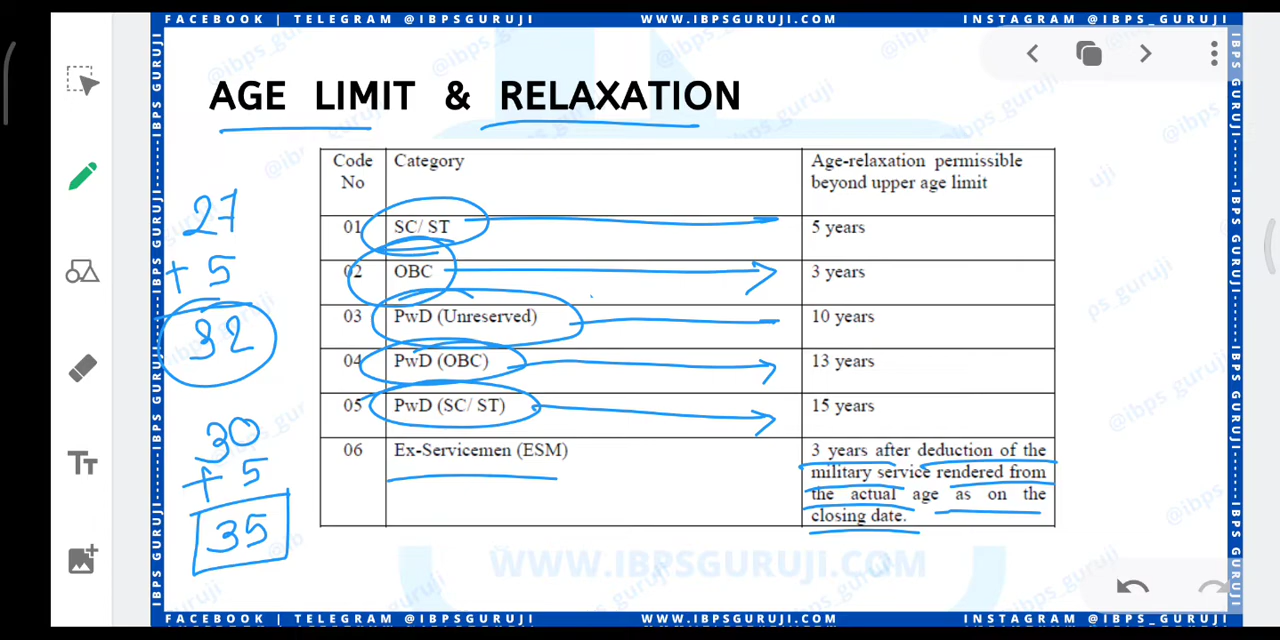 FACEBOOK | TELEGRAM @IBPSGURUJI WWW.IBPSGURUJI.COM INSTAGRAM @IBPS_GURUJI
AGE LIMIT & RELAXATION
Code No Category Age-relaxation permissible beyond upper age limit
01 SC/ ST 5 years
02 OBC 3 years
03 PwD (Unreserved) 10 years
04 PwD (OBC) 13 years
05 PwD (SC/ ST) 15 years
06 Ex-Servicemen (ESM) 3 years after deduction of the
military service rendered from
the actual age as on the
closing date.
27
+ 5
32
30
+ 5
35
Tт
WWW.IBPSGURUJI.COM
FACEBOOK | TELEGRAM @IBPSGURUJI WWW.IBPSGURUJI.COM INSTAGRAM @IBPS_GURUJI